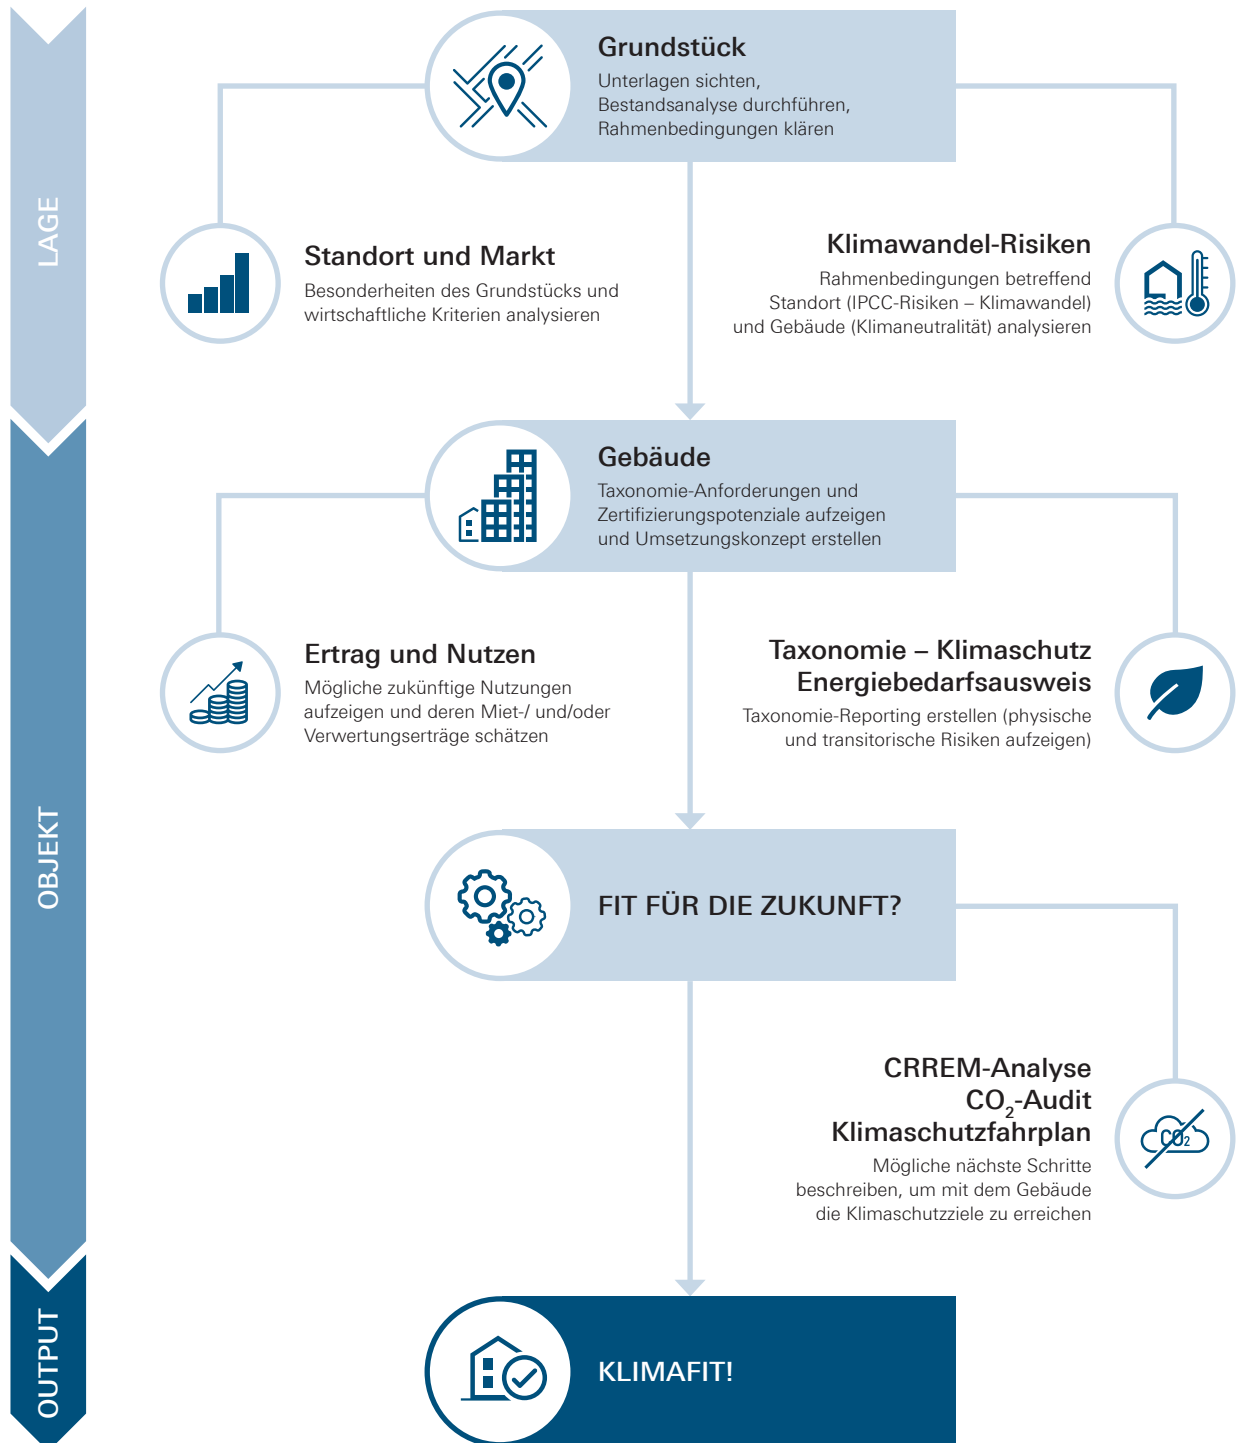 LAGE
Grundstück
Unterlagen sichten,
Bestandsanalyse durchführen,
Rahmenbedingungen klären
Standort und Markt
Besonderheiten des Grundstücks und
wirtschaftliche Kriterien analysieren
Klimawandel-Risiken
Rahmenbedingungen betreffend
Standort (IPCC-Risiken – Klimawandel)
und Gebäude (Klimaneutralität) analysieren
OBJEKT
Gebäude
Taxonomie-Anforderungen und
Zertifizierungspotenziale aufzeigen
und Umsetzungskonzept erstellen
Ertrag und Nutzen
Mögliche zukünftige Nutzungen
aufzeigen und deren Miet-/ und/oder
Verwertungserträge schätzen
Taxonomie – Klimaschutz
Energiebedarfsausweis
Taxonomie-Reporting erstellen (physische
und transitorische Risiken aufzeigen)
FIT FÜR DIE ZUKUNFT?
CRREM-Analyse
CO₂-Audit
Klimaschutzfahrplan
Mögliche nächste Schritte
beschreiben, um mit dem Gebäude
die Klimaschutzziele zu erreichen
CO₂
OUTPUT
KLIMAFIT!